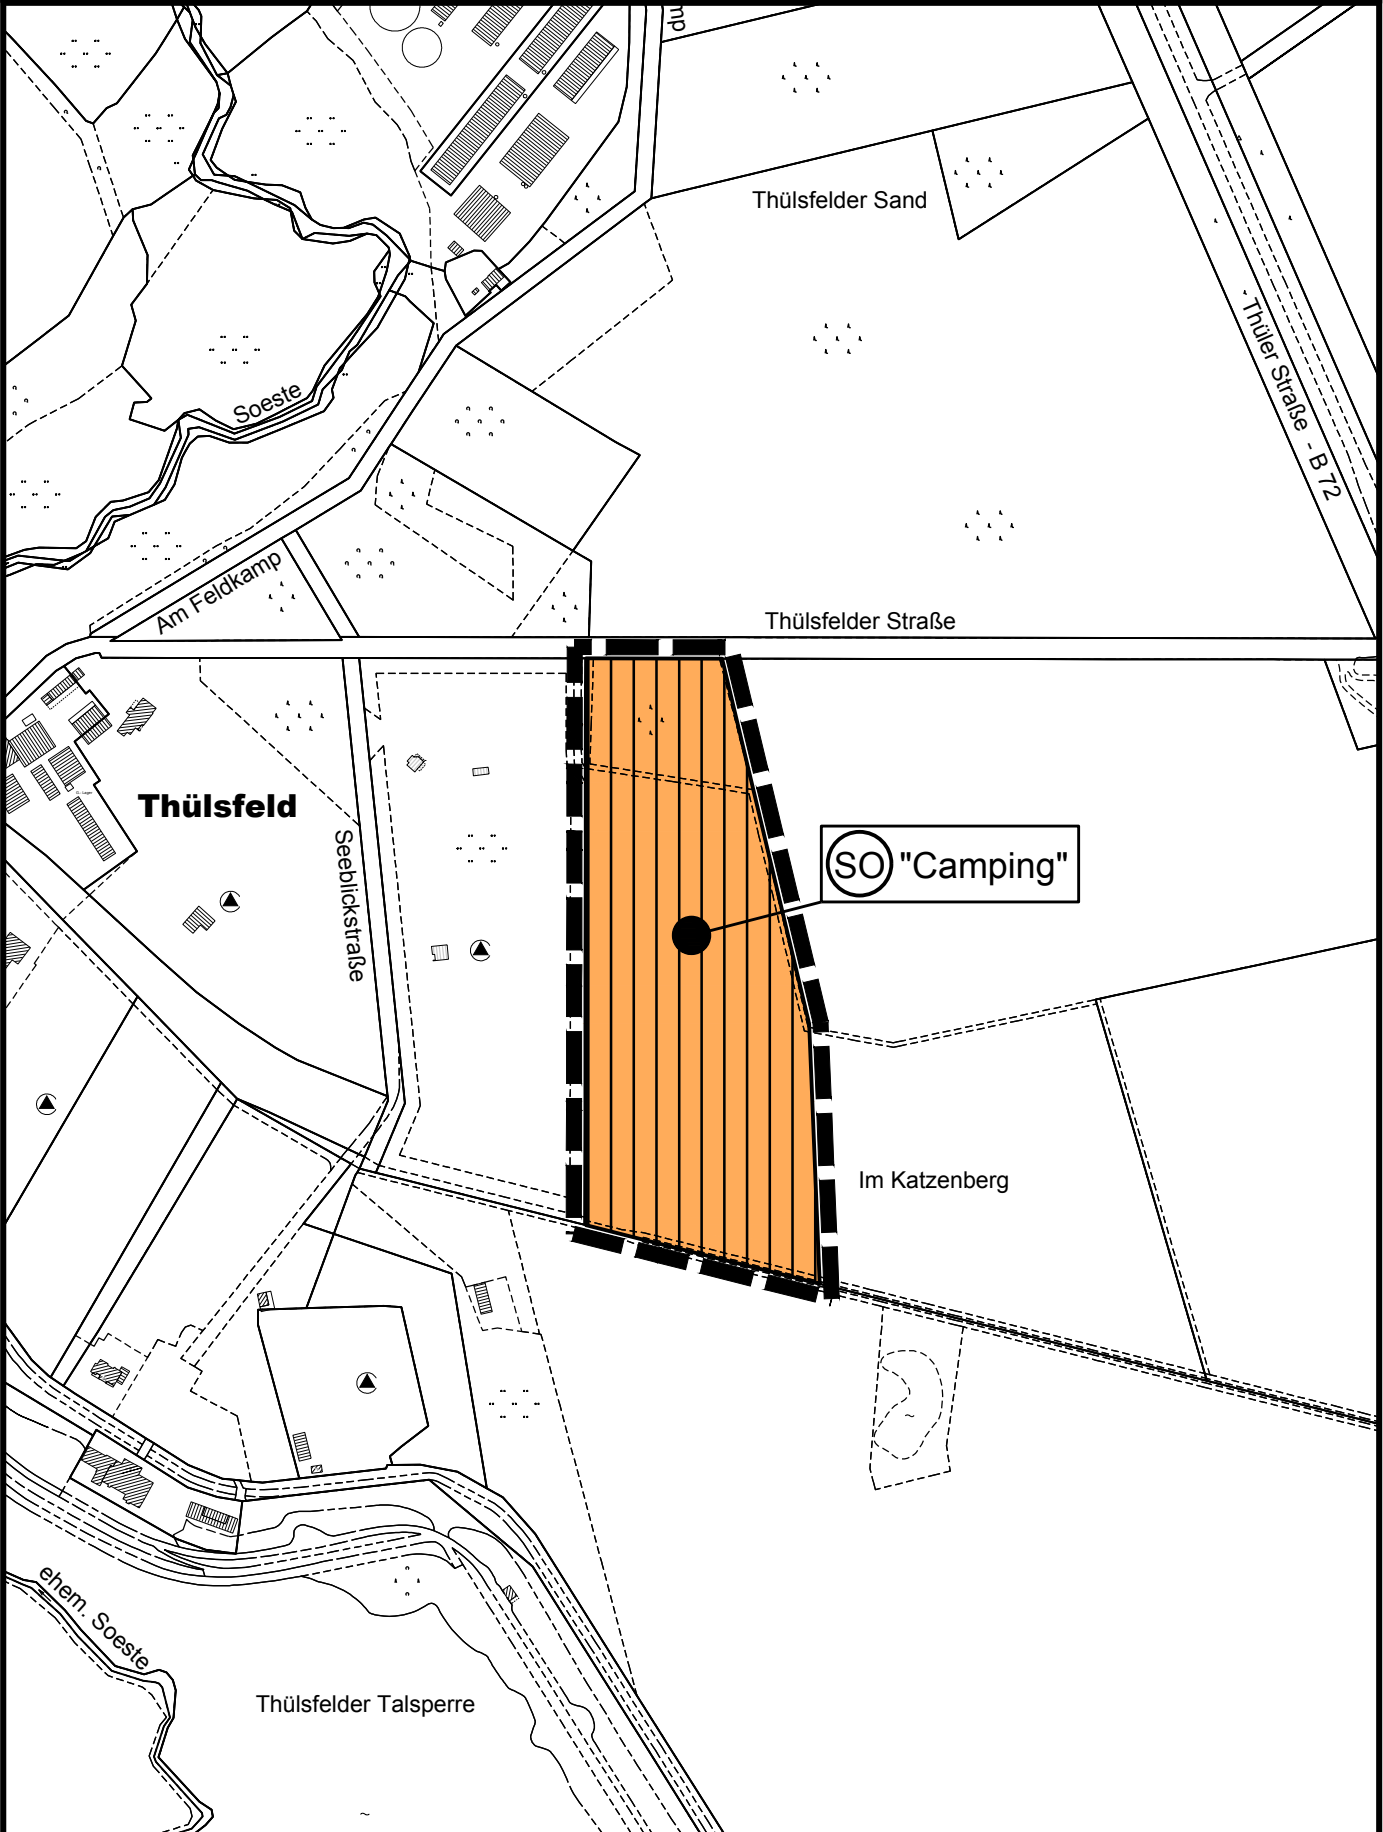 mp
Thülsfelder Sand
Thüler Straße - B 72
Soeste
Am Feldkamp
Thülsfelder Straße
Thülsfeld
Seeblickstraße
SO "Camping"
Im Katzenberg
ehem. Soeste
Thülsfelder Talsperre